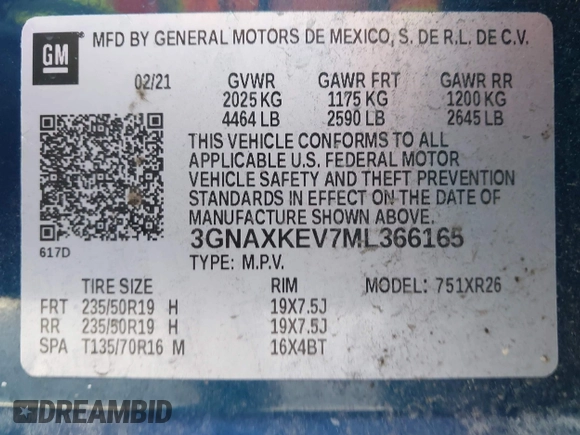 GM MFD BY GENERAL MOTORS DE MEXICO, S. DE R.L. DE C.V.
02/21 GVWR GAWR FRT GAWR RR
2025 KG 1175 KG 1200 KG
4464 LB 2590 LB 2645 LB
THIS VEHICLE CONFORMS TO ALL
APPLICABLE U.S. FEDERAL MOTOR
VEHICLE SAFETY AND THEFT PREVENTION
STANDARDS IN EFFECT ON THE DATE OF
MANUFACTURE SHOWN ABOVE.
617D 3GNAXKEV7ML366165
TYPE: M.P.V.
TIRE SIZE RIM MODEL: 751XR26
FRT 235/50R19 H 19X7.5J
RR 235/50R19 H 19X7.5J
SPA T135/70R16 M 16X4BT
DREAMBID